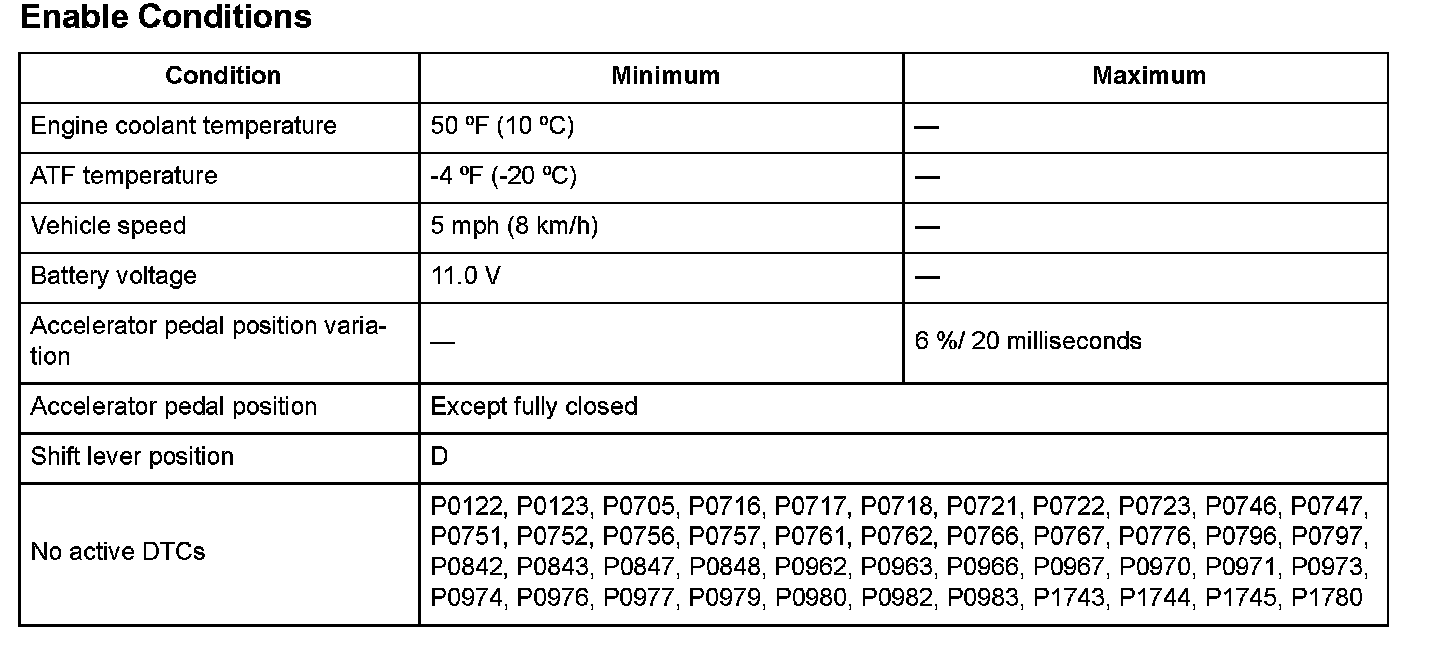 Enable Conditions
Condition Minimum Maximum
Engine coolant temperature 50 ºF (10 ºC) —
ATF temperature -4 ºF (-20 ºC) —
Vehicle speed 5 mph (8 km/h) —
Battery voltage 11.0 V —
Accelerator pedal position varia-
tion — 6 %/ 20 milliseconds
Accelerator pedal position Except fully closed
Shift lever position D
No active DTCs
P0122, P0123, P0705, P0716, P0717, P0718, P0721, P0722, P0723, P0746, P0747,
P0751, P0752, P0756, P0757, P0761, P0762, P0766, P0767, P0776, P0796, P0797,
P0842, P0843, P0847, P0848, P0962, P0963, P0966, P0967, P0970, P0971, P0973,
P0974, P0976, P0977, P0979, P0980, P0982, P0983, P1743, P1744, P1745, P1780